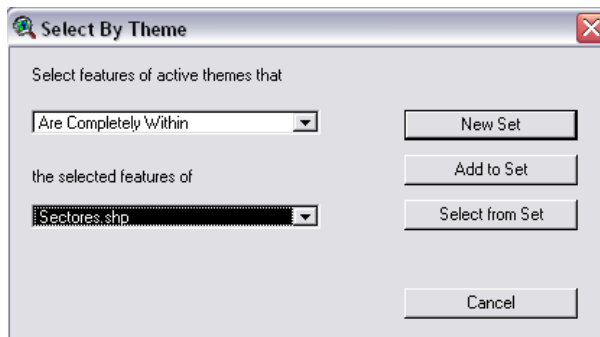 Select By Theme
Select features of active themes that
Are Completely Within
New Set
the selected features of
Add to Set
Sectores.shp
Select from Set
Cancel